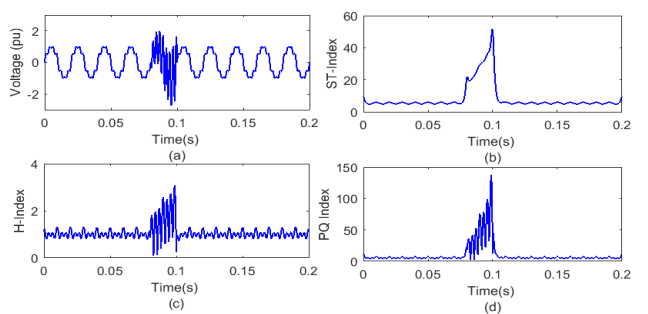 Voltage (pu)
2
0
-2
0
0.05
0.1
0.15
0.2
Time(s)
(a)
ST-Index
60
40
20
0
0
0.05
0.1
0.15
0.2
Time(s)
(b)
H-Index
4
2
0
0
0.05
0.1
0.15
0.2
Time(s)
(c)
PQ Index
150
100
50
0
0
0.05
0.1
0.15
0.2
Time(s)
(d)